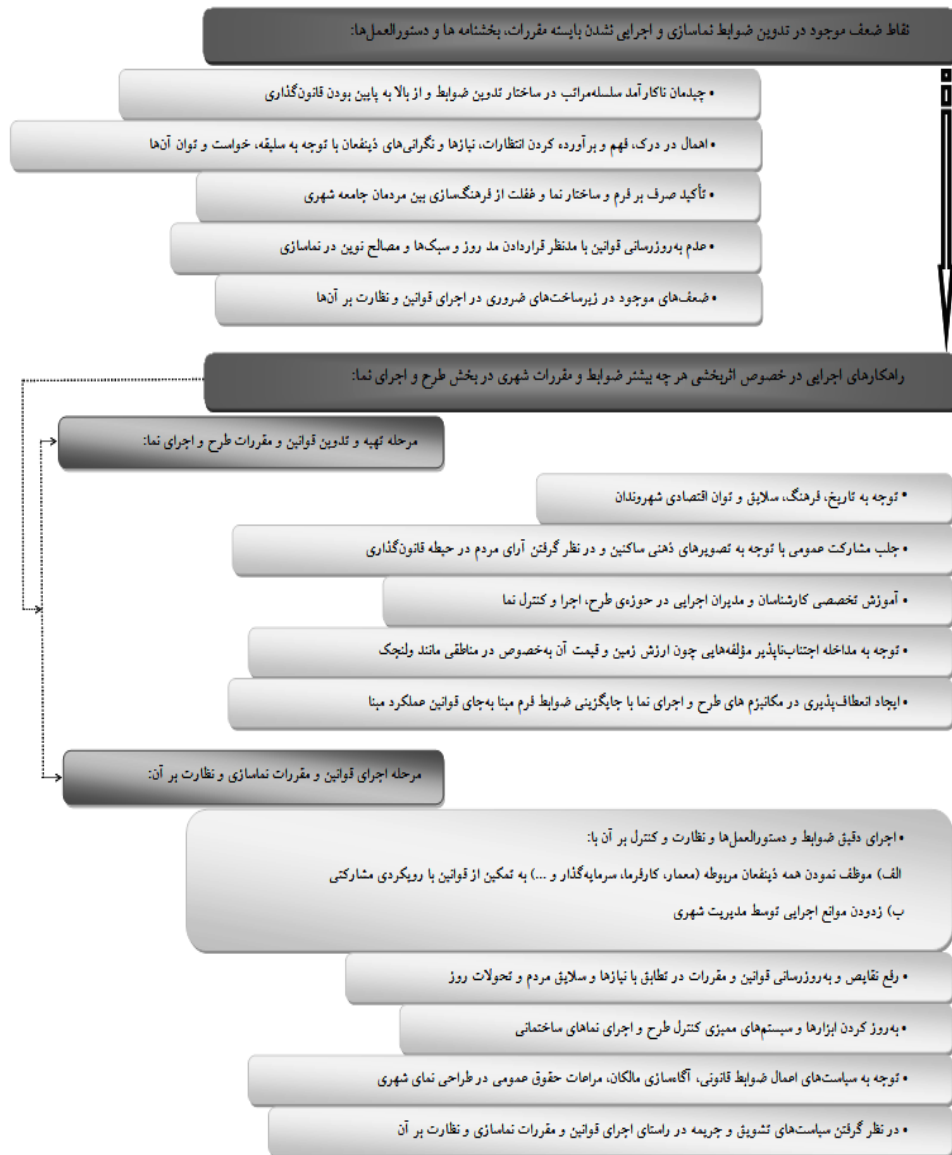 نقاط ضعف موجود در تدوین ضوابط نماسازی و اجرایی نشدن بایسته مقررات، بخشنامه ها و دستورالعمل‌ها:
• چیدمان ناکارآمد سلسله‌مراتب در ساختار تدوین ضوابط و از بالا به پایین بودن قانون‌گذاری
• اهمال در درک، فهم و برآورده کردن انتظارات، نیازها و نگرانی‌های ذینفعان با توجه به سلیقه، خواست و توان آن‌ها
• تأکید صرف بر فرم و ساختار نما و غفلت از فرهنگ‌سازی بین مردمان جامعه شهری
• عدم به‌روزرسانی قوانین با مدنظر قراردادن مد روز و سبک‌ها و مصالح نوین در نماسازی
• ضعف‌های موجود در زیرساخت‌های ضروری در اجرای قوانین و نظارت بر آن‌ها
راهکارهای اجرایی در خصوص اثربخشی هر چه بیشتر ضوابط و مقررات شهری در بخش طرح و اجرای نما:
مرحله تهیه و تدوین قوانین و مقررات طرح و اجرای نما:
• توجه به تاریخ، فرهنگ، سلایق و توان اقتصادی شهروندان
• جلب مشارکت عمومی با توجه به تصویرهای ذهنی ساکنین و در نظر گرفتن آرای مردم در حیطه قانون‌گذاری
• آموزش تخصصی کارشناسان و مدیران اجرایی در حوزه‌ی طرح، اجرا و کنترل نما
• توجه به مداخله اجتناب‌ناپذیر مؤلفه‌هایی چون ارزش زمین و قیمت آن به‌خصوص در مناطقی مانند ولنجک
• ایجاد انعطاف‌پذیری در مکانیزم های طرح و اجرای نما با جایگزینی ضوابط فرم مبنا به‌جای قوانین عملکرد مبنا
مرحله اجرای قوانین و مقررات نماسازی و نظارت بر آن:
• اجرای دقیق ضوابط و دستورالعمل‌ها و نظارت و کنترل بر آن با:
الف) موظف نمودن همه ذینفعان مربوطه (معمار، کارفرما، سرمایه‌گذار و ...) به تمکین از قوانین با رویکردی مشارکتی
ب) زدودن موانع اجرایی توسط مدیریت شهری
• رفع نقایص و به‌روزرسانی قوانین و مقررات در تطابق با نیازها و سلایق مردم و تحولات روز
• به‌روز کردن ابزارها و سیستم‌های ممیزی کنترل طرح و اجرای نماهای ساختمانی
• توجه به سیاست‌های اعمال ضوابط قانونی، آگاه‌سازی مالکان، مراعات حقوق عمومی در طراحی نمای شهری
• در نظر گرفتن سیاست‌های تشویق و جریمه در راستای اجرای قوانین و مقررات نماسازی و نظارت بر آن